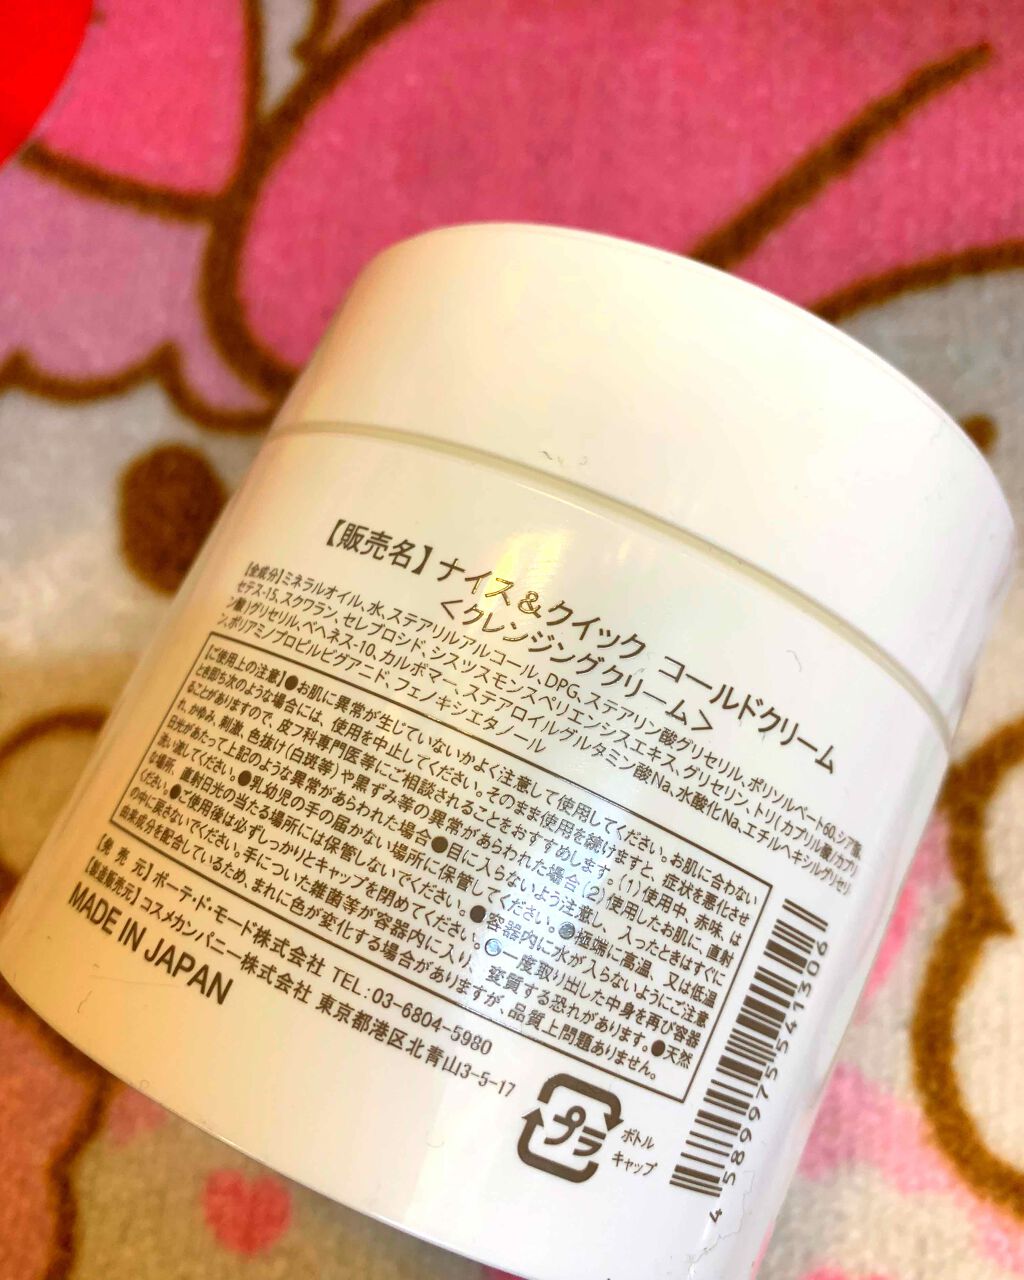 【販売名】ナイス&クイック コールドクリーム
<クレンジングクリーム>
【全成分】ミネラルオイル、水、ステアリルアルコール、DPG、ステアリン酸グリセリル、ポリソルベート60、シア脂、
セテス-15、スクワラン、セレブロシド、シスツスモンスペリエンシスエキス、グリセリン、トリ(カプリル酸/カプリ
ン酸)グリセリル、ベヘネス-10、カルボマー、ステアロイルグルタミン酸Na、水酸化Na、エチルヘキシルグリセリ
ン、ポリアミノプロピルビグアニド、フェノキシエタノール
【ご使用上の注意】●お肌に異常が生じていないかよく注意して使用してください。お肌に合わない
とき即ち次のような場合には、使用を中止してください。そのまま使用を続けますと、症状を悪化させ
ることがありますので、皮フ科専門医等にご相談されることをおすすめします。(1)使用中、赤味、は
れ、かゆみ、刺激、色抜け(白斑等)や黒ずみ等の異常があらわれた場合(2)使用したお肌に、直射
日光があたって上記のような異常があらわれた場合●目に入らないよう注意し、入ったときはすぐに
洗い流してください。●乳幼児の手の届かない場所に保管してください。●極端に高温、又は低温
の場所、直射日光の当たる場所には保管しないでください。●容器内に水が入らないようにご注意
ください。●ご使用後は必ずしっかりとキャップを閉めてください。●一度取り出した中身を再び容器
の中に戻さないでください。手についた雑菌等が容器内に入り、変質する恐れがあります。●天然
由来成分を配合しているため、まれに色が変化する場合がありますが、品質上問題ありません。
【発 売 元】ボーテ・ド・モード株式会社 TEL:03-6804-5980
【製造販売元】コスメカンパニー株式会社 東京都港区北青山3-5-17
MADE IN JAPAN
プラ
ボトル
キャップ
4 589975 541306